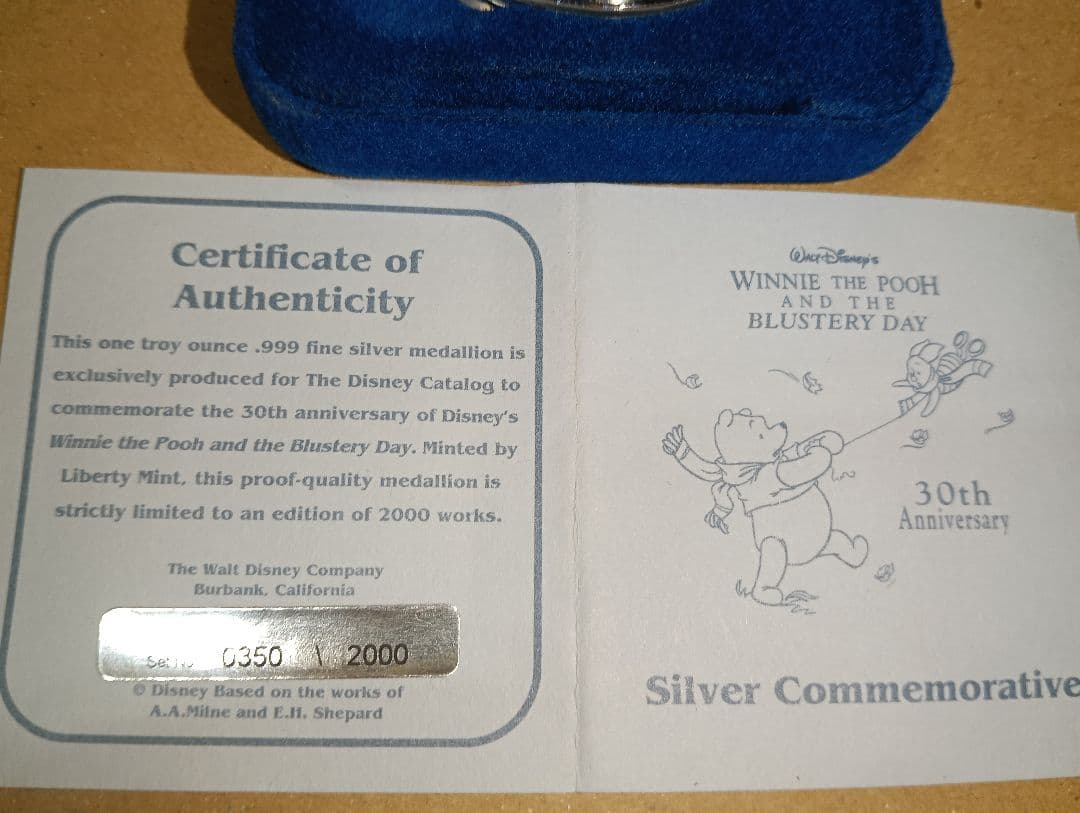 Certificate of
Authenticity
This one troy ounce .999 fine silver medallion is
exclusively produced for The Disney Catalog to
commemorate the 30th anniversary of Disney's
Winnie the Pooh and the Blustery Day. Minted by
Liberty Mint, this proof-quality medallion is
strictly limited to an edition of 2000 works.
The Walt Disney Company
Burbank, California
0350 \ 2000
© Disney Based on the works of
A.A.Milne and E.H. Shepard
Walt Disney's
WINNIE THE POOH
AND THE
BLUSTERY DAY
30th
Anniversary
Silver Commemorative